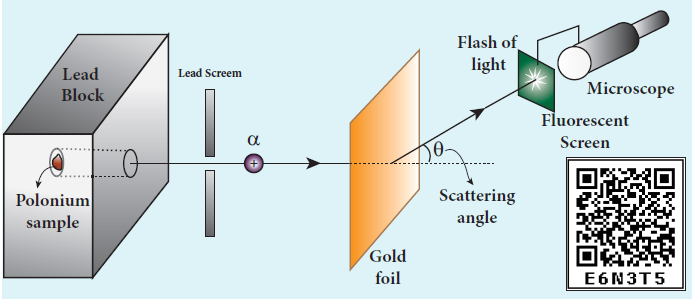 Lead
Block
Lead Screem
Polonium
sample
α
+
Gold
foil
θ
Scattering
angle
Flash of
light
Microscope
Fluorescent
Screen
E6N3T5